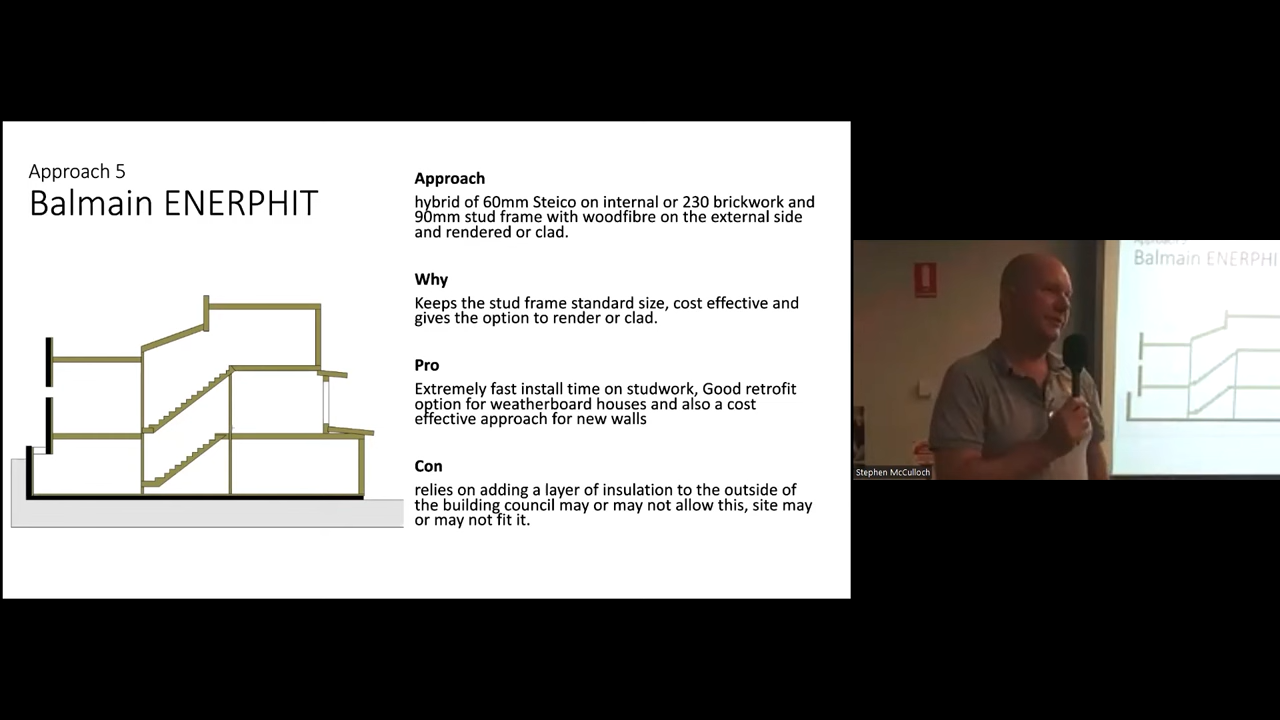 Approach 5
Balmain ENERPHIT
Approach
hybrid of 60mm Steico on internal or 230 brickwork and
90mm stud frame with woodfibre on the external side
and rendered or clad.
Why
Keeps the stud frame standard size, cost effective and
gives the option to render or clad.
Pro
Extremely fast install time on studwork, Good retrofit
option for weatherboard houses and also a cost
effective approach for new walls
Con
relies on adding a layer of insulation to the outside of
the building council may or may not allow this, site may
or may not fit it.
Balmain ENERPHI
Stephen McCulloch